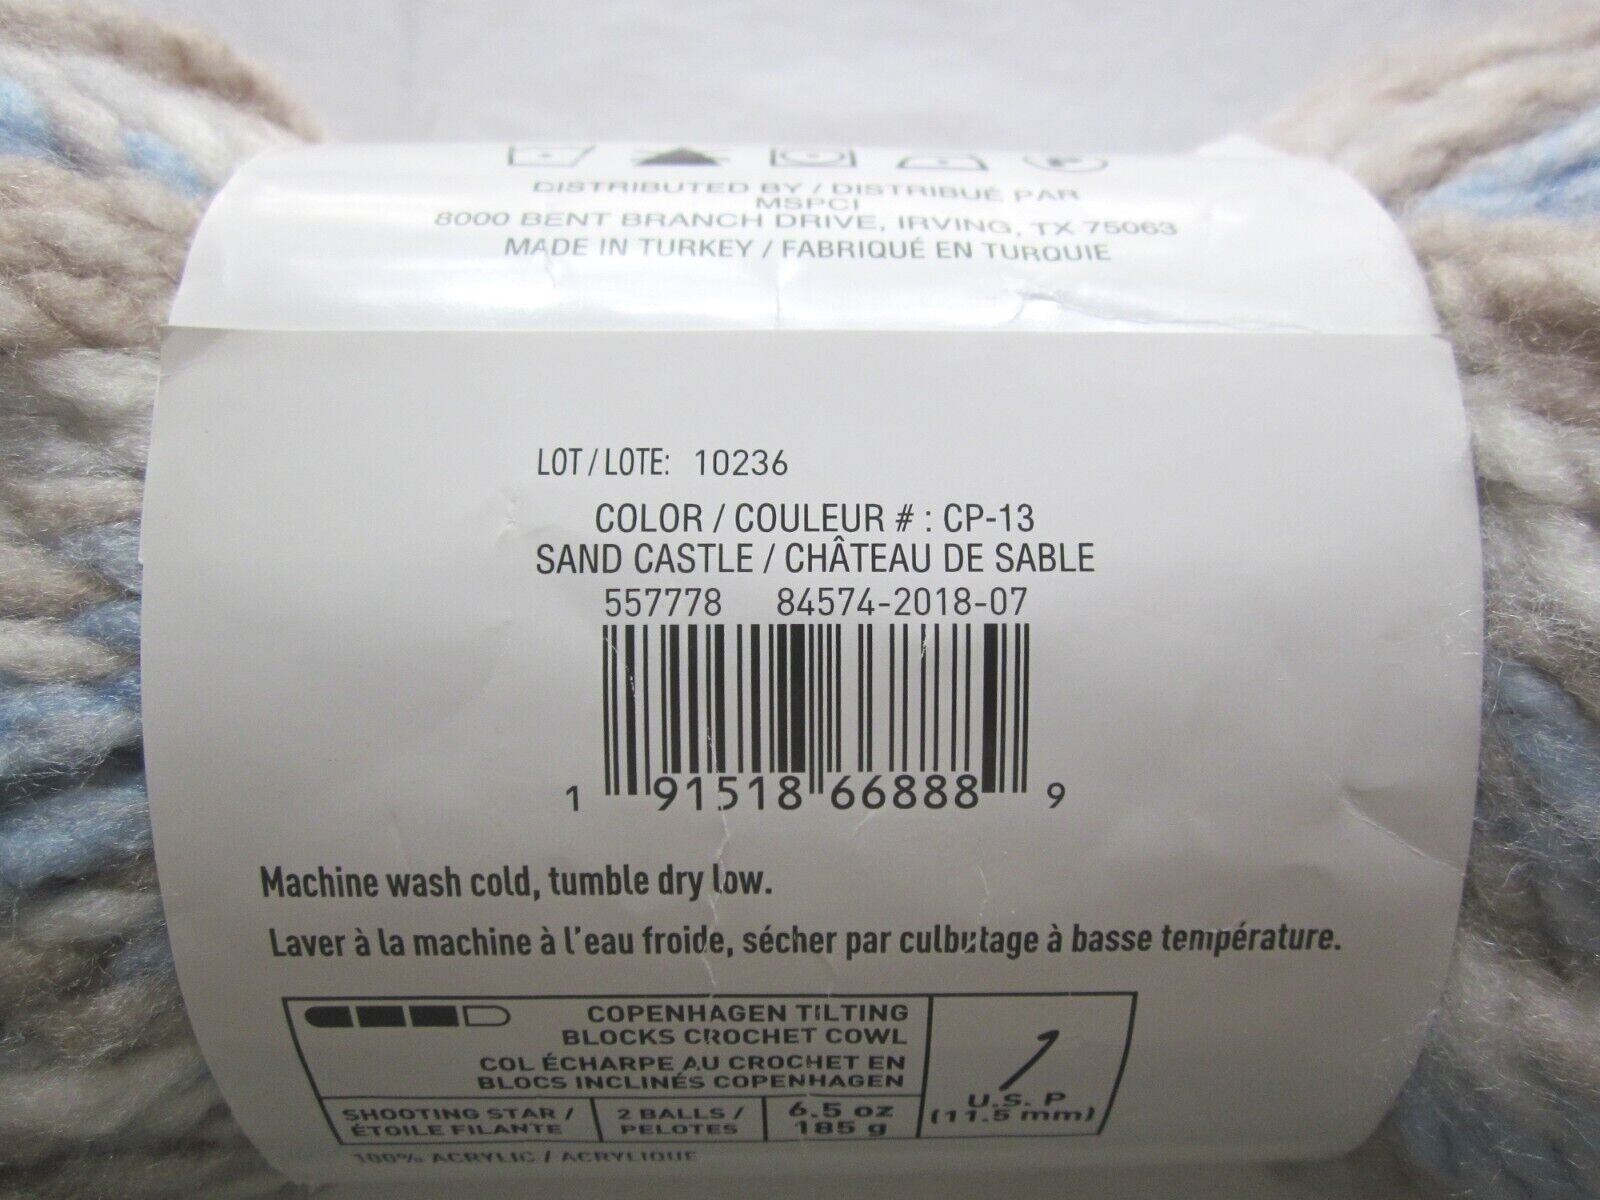 DISTRIBUTED BY / DISTRIBUÉ PAR
MSPCI
8000 BENT BRANCH DRIVE, IRVING, TX 75063
MADE IN TURKEY / FABRIQUÉ EN TURQUIE
LOT / LOTE: 10236
COLOR / COULEUR # : CP-13
SAND CASTLE / CHÂTEAU DE SABLE
557778 84574-2018-07
1 91518 66888 9
Machine wash cold, tumble dry low.
Laver à la machine à l'eau froide, sécher par culbutage à basse température.
COPENHAGEN TILTING
BLOCKS CROCHET COWL
COL ÉCHARPE AU CROCHET EN
BLOCS INCLINÉS COPENHAGEN
SHOOTING STAR /
ÉTOILE FILANTE
2 BALLS /
PELOTES
6.5 oz
185 g
U.S. P
(11.5 mm)
100% ACRYLIC / ACRYLIQUE